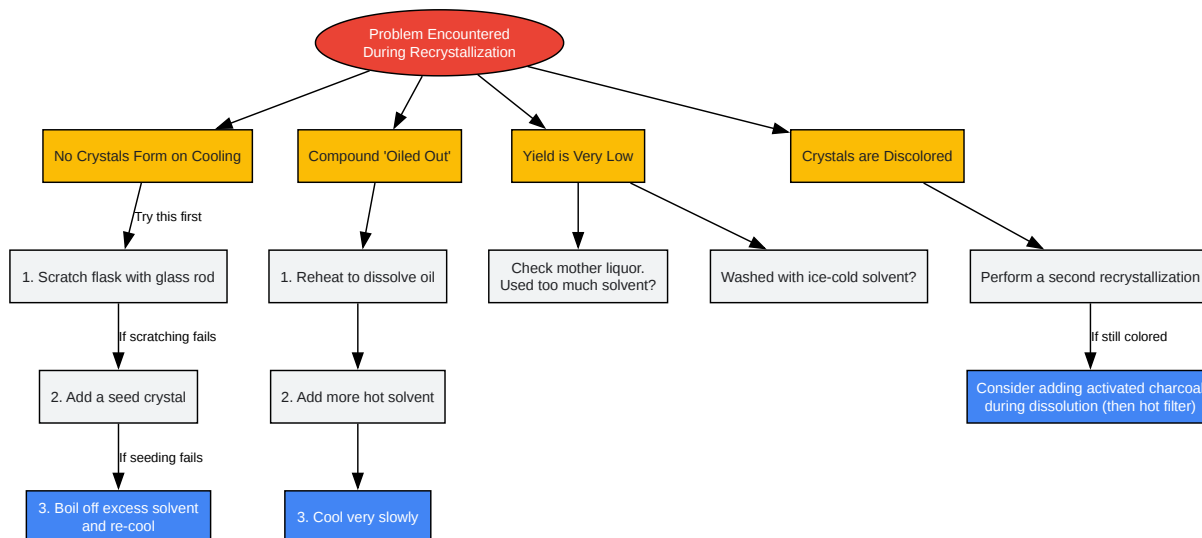 Problem Encountered
During Recrystallization
No Crystals Form on Cooling
Compound 'Oiled Out'
Yield is Very Low
Crystals are Discolored
Try this first
1. Scratch flask with glass rod
1. Reheat to dissolve oil
Check mother liquor.
Used too much solvent?
Washed with ice-cold solvent?
Perform a second recrystallization
If scratching fails
If still colored
2. Add a seed crystal
2. Add more hot solvent
Consider adding activated charcoal
during dissolution (then hot filter)
If seeding fails
3. Boil off excess solvent
and re-cool
3. Cool very slowly